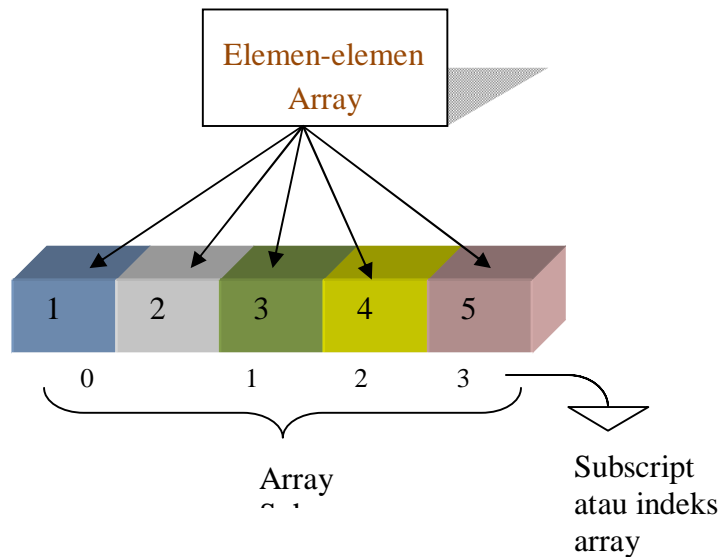 Elemen-elemen
Array
1 2 3 4 5
0 1 2 3
Array
Subscript
atau indeks
array